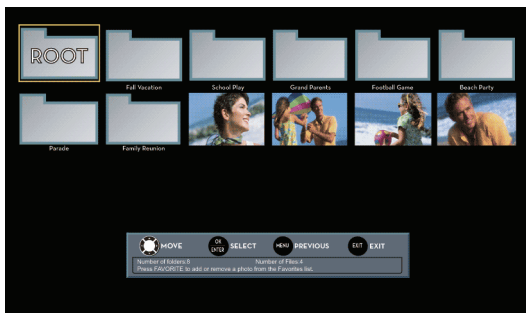 ROOT
Fall Vacation
School Play
Grand Parents
Football Game
Beach Party
Parade
Family Reunion
MOVE
OK ENTER SELECT
MENU PREVIOUS
EXIT EXIT
Number of folders:8 Number of Files:4
Press FAVORITE to add or remove a photo from the Favorites list.